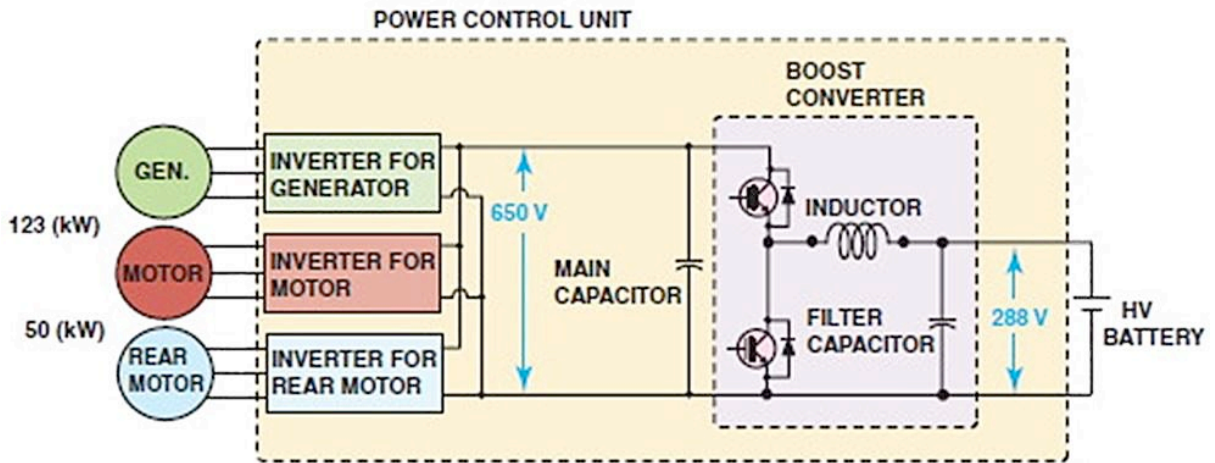 POWER CONTROL UNIT
BOOST
CONVERTER
GEN.
INVERTER FOR
GENERATOR
650 V
INDUCTOR
123 (kW)
MOTOR
INVERTER FOR
MOTOR
MAIN
CAPACITOR
50 (kW)
FILTER
CAPACITOR
288 V
HV
BATTERY
REAR
MOTOR
INVERTER FOR
REAR MOTOR